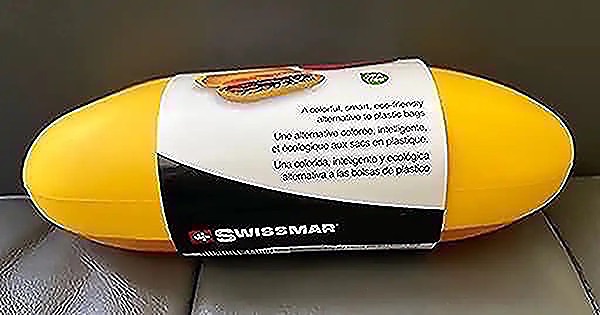 A colorful, smart, eco-friendly
alternative to plastic bags
Une alternative colorée, intelligente,
et écologique aux sacs en plastique.
Una colorida, inteligente y ecológica
alternativa a las bolsas de plástico
SWISSMAR